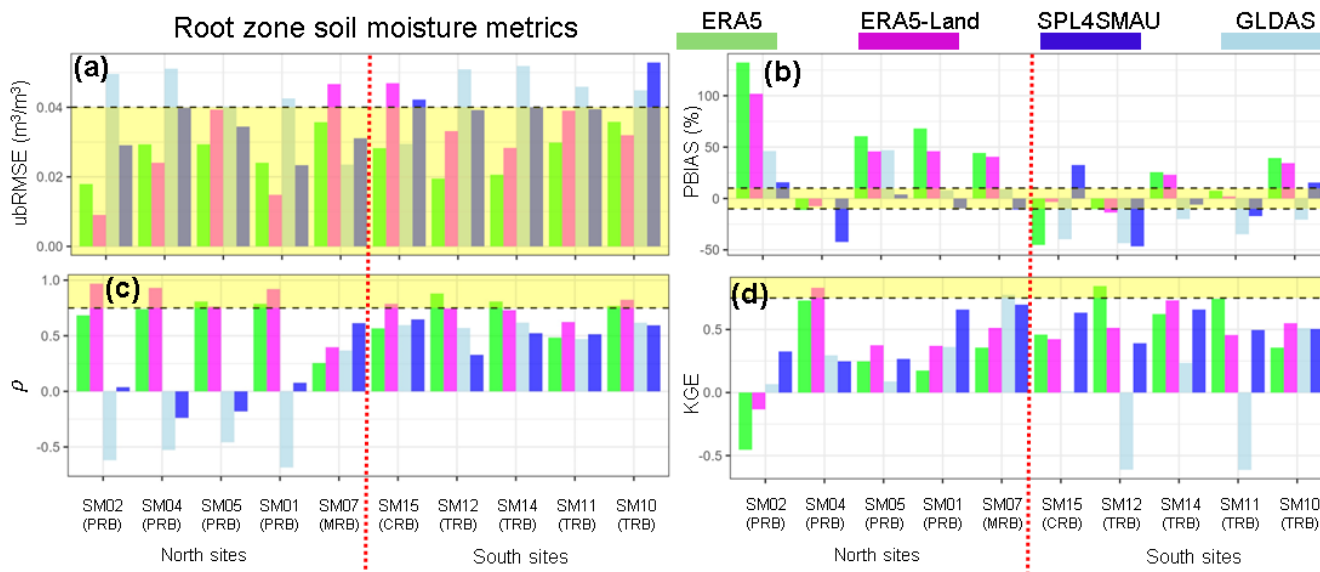 Root zone soil moisture metrics
ERA5 ERA5-Land SPL4SMAU GLDAS
(a)
ubRMSE (m³/m³)
0.04
0.02
0.00
(b)
PBIAS (%)
100
50
0
-50
(c)
ρ
1.0
0.5
0.0
-0.5
(d)
KGE
0.5
0.0
-0.5
SM02 SM04 SM05 SM01 SM07 SM15 SM12 SM14 SM11 SM10
(PRB) (PRB) (PRB) (PRB) (MRB) (CRB) (TRB) (TRB) (TRB) (TRB)
North sites South sites
SM02 SM04 SM05 SM01 SM07 SM15 SM12 SM14 SM11 SM10
(PRB) (PRB) (PRB) (PRB) (MRB) (CRB) (TRB) (TRB) (TRB) (TRB)
North sites South sites